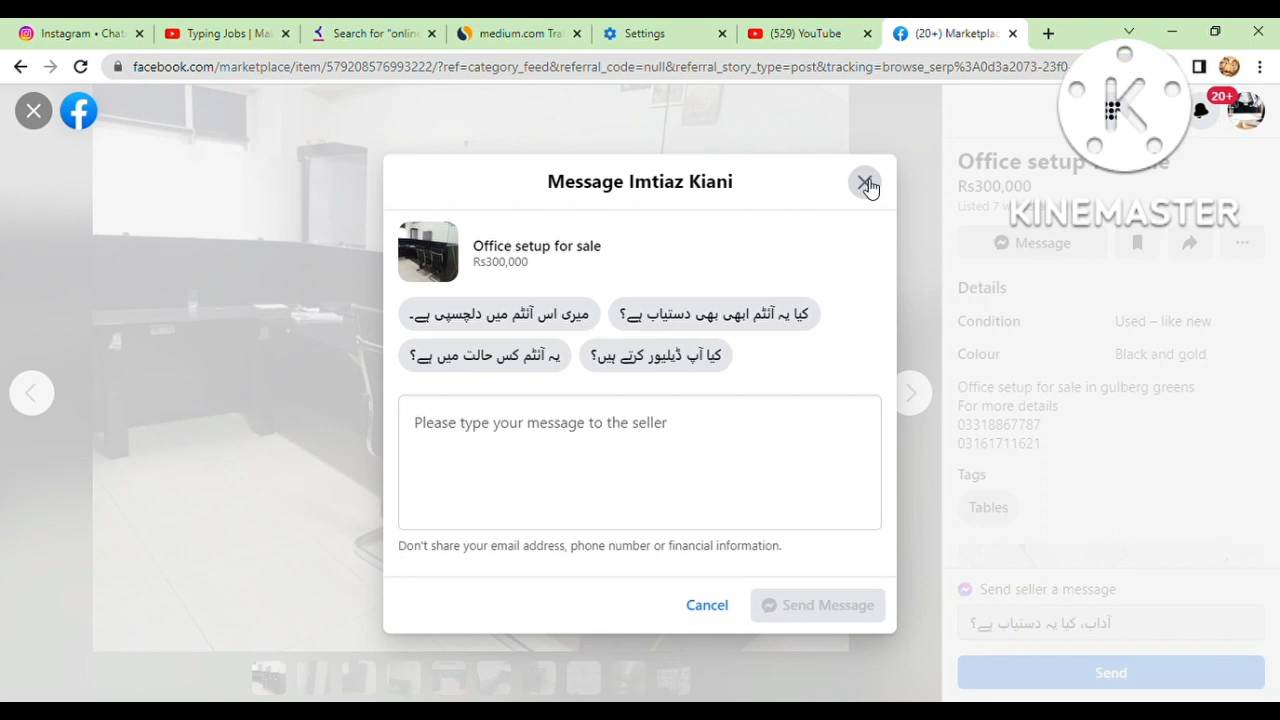 Instagram • Chat
Typing Jobs | Ma
Search for "onlin
medium.com Tra
Settings
(529) YouTube
(20+) Marketplac
facebook.com/marketplace/item/579208576993222/?ref=category_feed&referral_code=null&referral_story_type=post&tracking=browse_serp%3A0d3a2073-23f0-
20+
K
KINEMASTER
Message Imtiaz Kiani
Office setup for sale
Rs300,000
میری اس آئٹم میں دلچسپی ہے۔
کیا یہ آئٹم ابھی بھی دستیاب ہے؟
یہ آئٹم کس حالت میں ہے؟
کیا آپ ڈیلیور کرتے ہیں؟
Please type your message to the seller
Don't share your email address, phone number or financial information.
Cancel
Send Message
Office setup
Rs300,000
Listed 7
Message
Details
Condition
Used – like new
Colour
Black and gold
Office setup for sale in gulberg greens
For more details
03318867787
03161711621
Tags
Tables
Send seller a message
آداب، کیا یہ دستیاب ہے؟
Send